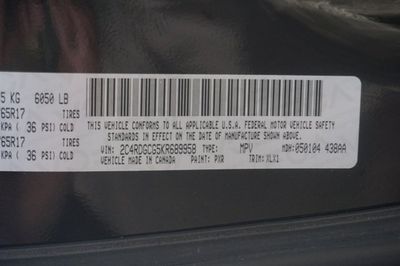 5 KG 6050 LB
65R17 TIRES
KPA ( 36 PSI) COLD
65R17 TIRES
KPA ( 36 PSI) COLD
THIS VEHICLE CONFORMS TO ALL APPLICABLE U.S.A. FEDERAL MOTOR VEHICLE SAFETY
STANDARDS IN EFFECT ON THE DATE OF MANUFACTURE SHOWN ABOVE.
VIN: 2C4RDGCG5KR689958 TYPE: MPV MDH: 050104 438AA
MADE IN CANADA PAINT: PXR TRIM: XLX1